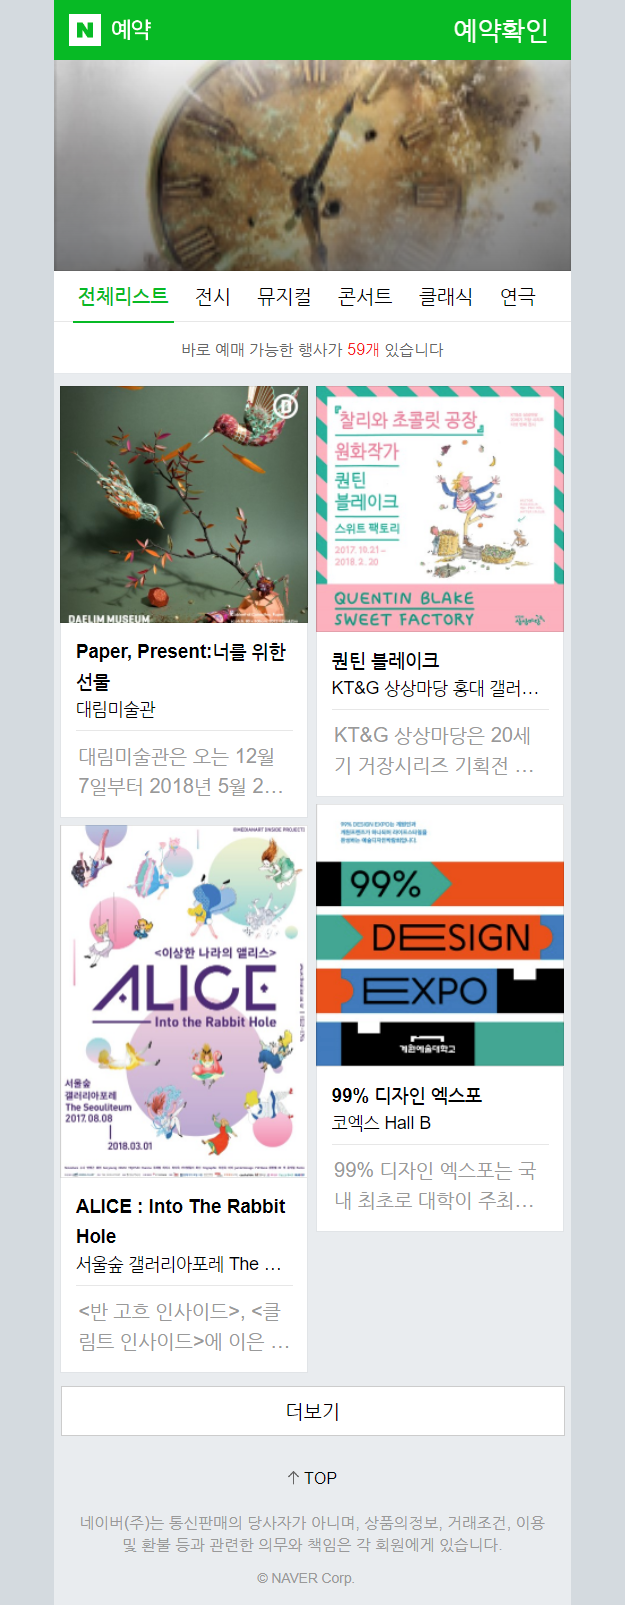 N 예약
예약확인
전체리스트 전시 뮤지컬 콘서트 클래식 연극
바로 예매 가능한 행사가 59개 있습니다
DAELIM MUSEUM
Paper, Present:너를 위한
선물
대림미술관
대림미술관은 오는 12월
7일부터 2018년 5월 2...
『찰리와 초콜릿 공장』
원화작가
퀀틴
블레이크
스위트 팩토리
2017.10.21 -
2018.2.20
QUENTIN BLAKE
SWEET FACTORY
상상마당
퀀틴 블레이크
KT&G 상상마당 홍대 갤러...
KT&G 상상마당은 20세
기 거장시리즈 기획전 ...
©MEDIAMART ONSIDE PROJECT
<이상한 나라의 앨리스>
ALICE
Into the Rabbit Hole
서울숲
갤러리아포레
The Seouliteum
2017.08.08
2018.03.01
ALICE : Into The Rabbit
Hole
서울숲 갤러리아포레 The ...
<반 고흐 인사이드>, <클
림트 인사이드>에 이은 ...
99% DESIGN EXPO는
99%
DESIGN
EXPO
계원예술대학교
99% 디자인 엑스포
코엑스 Hall B
99% 디자인 엑스포는 국
내 최초로 대학이 주최...
더보기
↑ TOP
네이버(주)는 통신판매의 당사자가 아니며, 상품의정보, 거래조건, 이용
및 환불 등과 관련한 의무와 책임은 각 회원에게 있습니다.
© NAVER Corp.